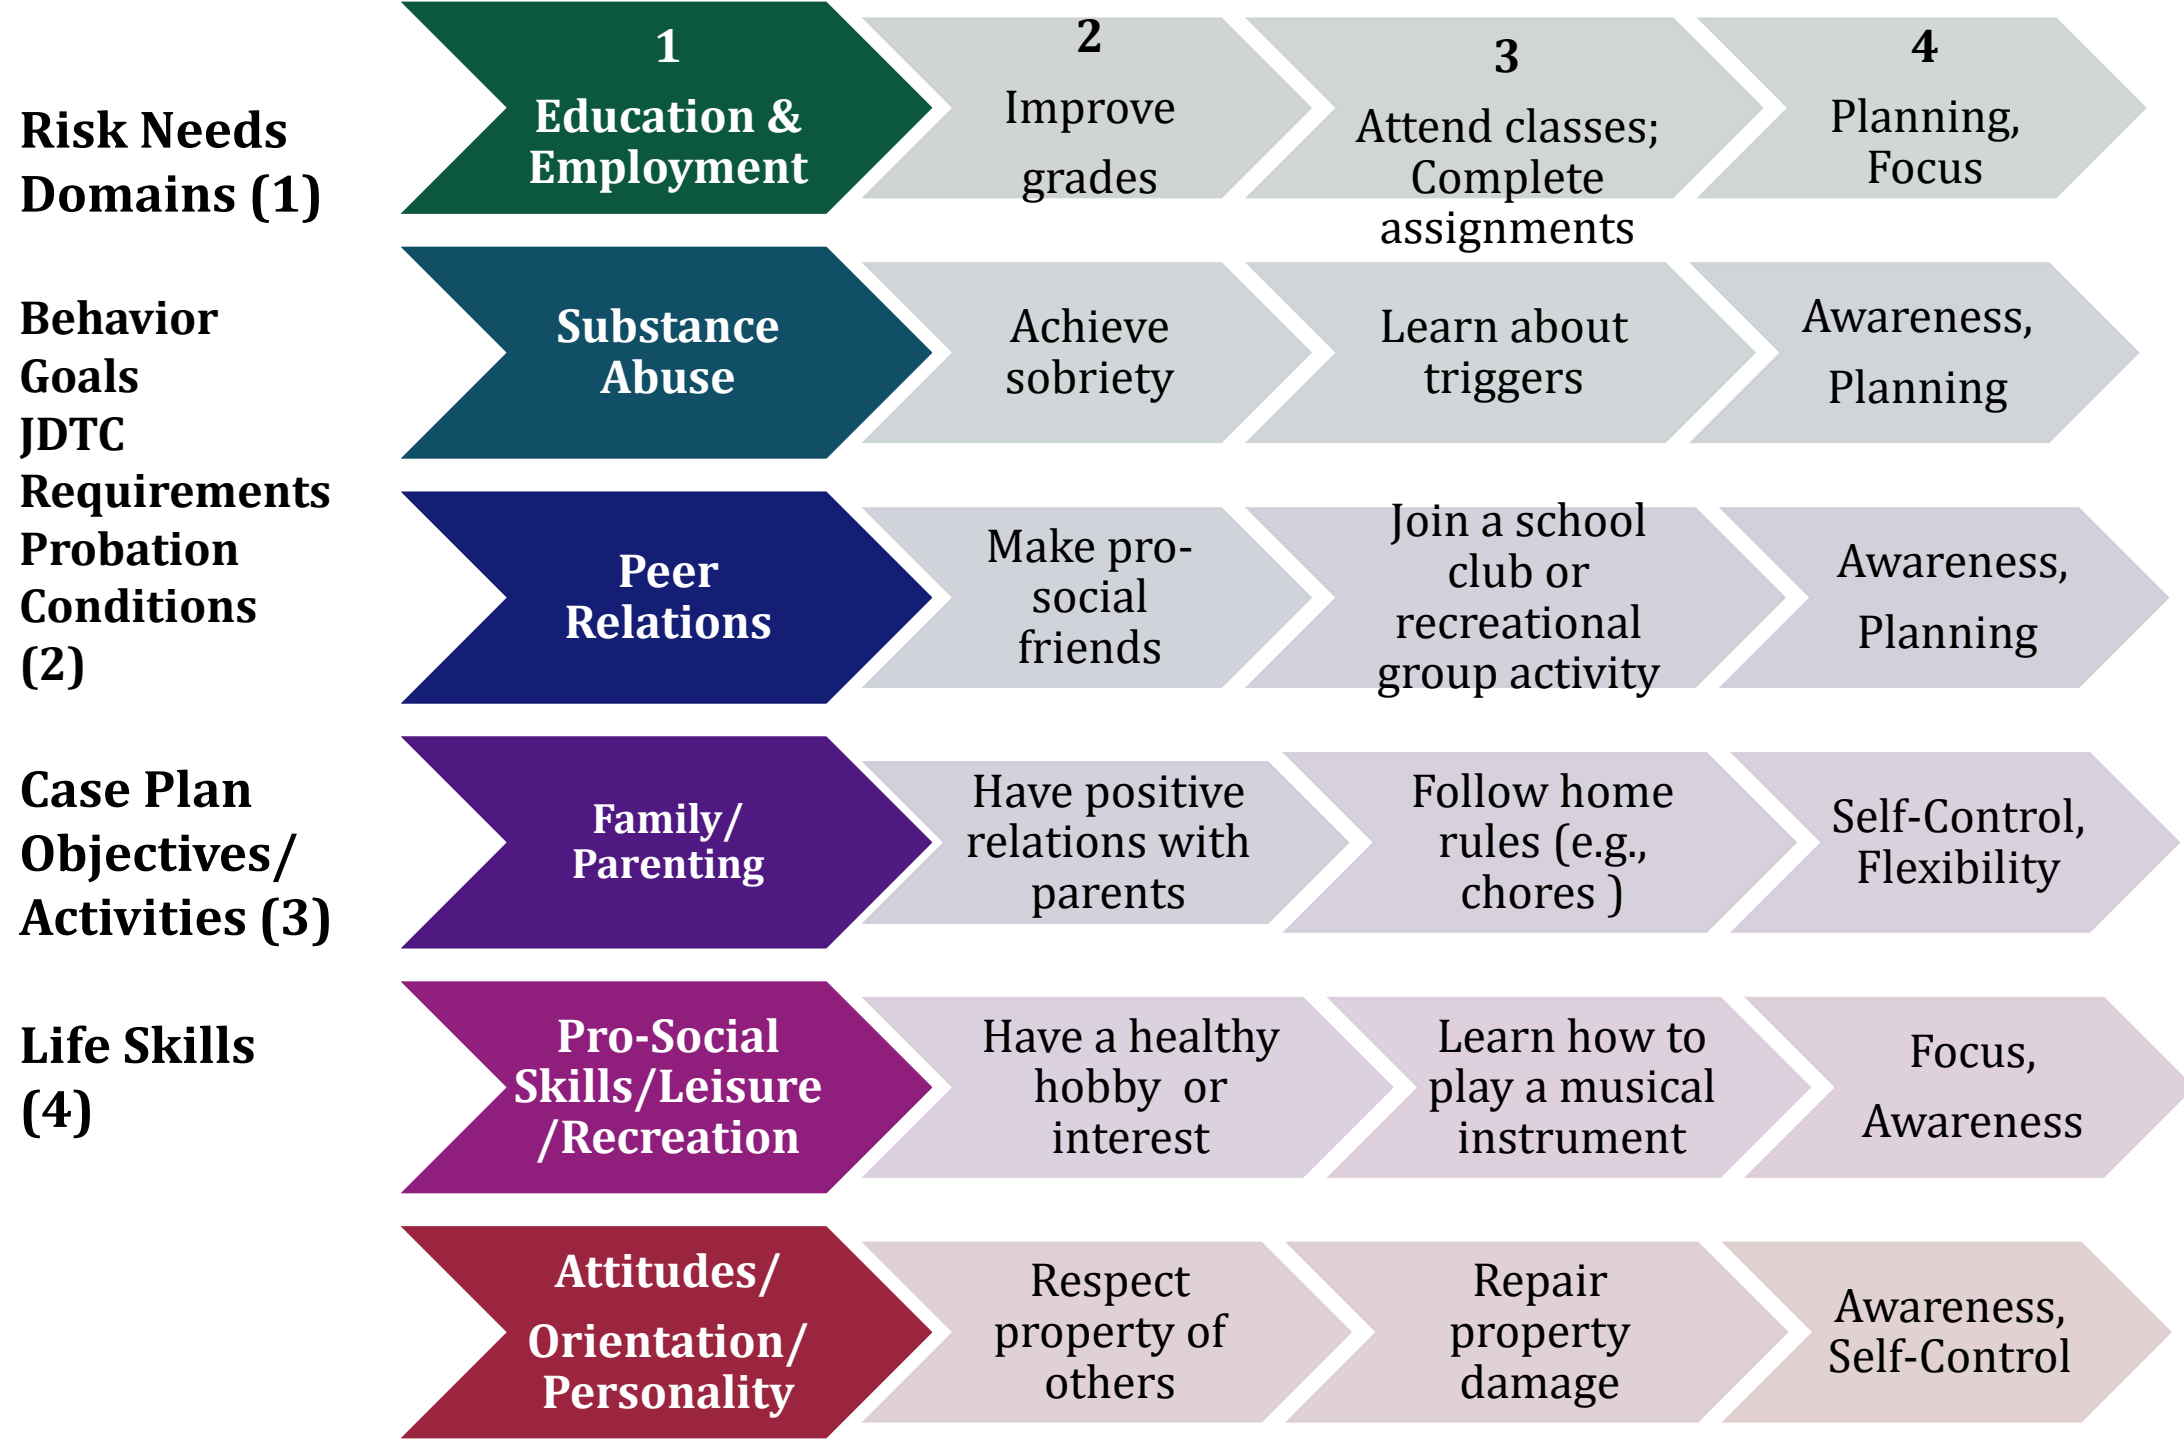 Risk Needs
Domains (1)
Behavior
Goals
JDTC
Requirements
Probation
Conditions
(2)
Case Plan
Objectives/
Activities (3)
Life Skills
(4)
1
Education &
Employment
2
Improve
grades
3
Attend classes;
Complete
assignments
4
Planning,
Focus
Substance
Abuse
Achieve
sobriety
Learn about
triggers
Awareness,
Planning
Peer
Relations
Make pro-
social
friends
Join a school
club or
recreational
group activity
Awareness,
Planning
Family/
Parenting
Have positive
relations with
parents
Follow home
rules (e.g.,
chores )
Self-Control,
Flexibility
Pro-Social
Skills/Leisure
/Recreation
Have a healthy
hobby  or
interest
Learn how to
play a musical
instrument
Focus,
Awareness
Attitudes/
Orientation/
Personality
Respect
property of
others
Repair
property
damage
Awareness,
Self-Control